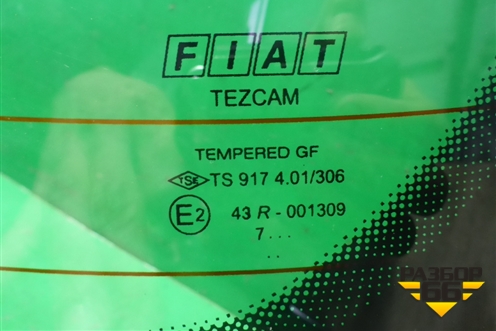 FIAT
TEZCAM
TEMPERED GF
TSE TS 917 4.01/306
E2 43 R - 001309
7 . . .
. .
РАЗБОР
66